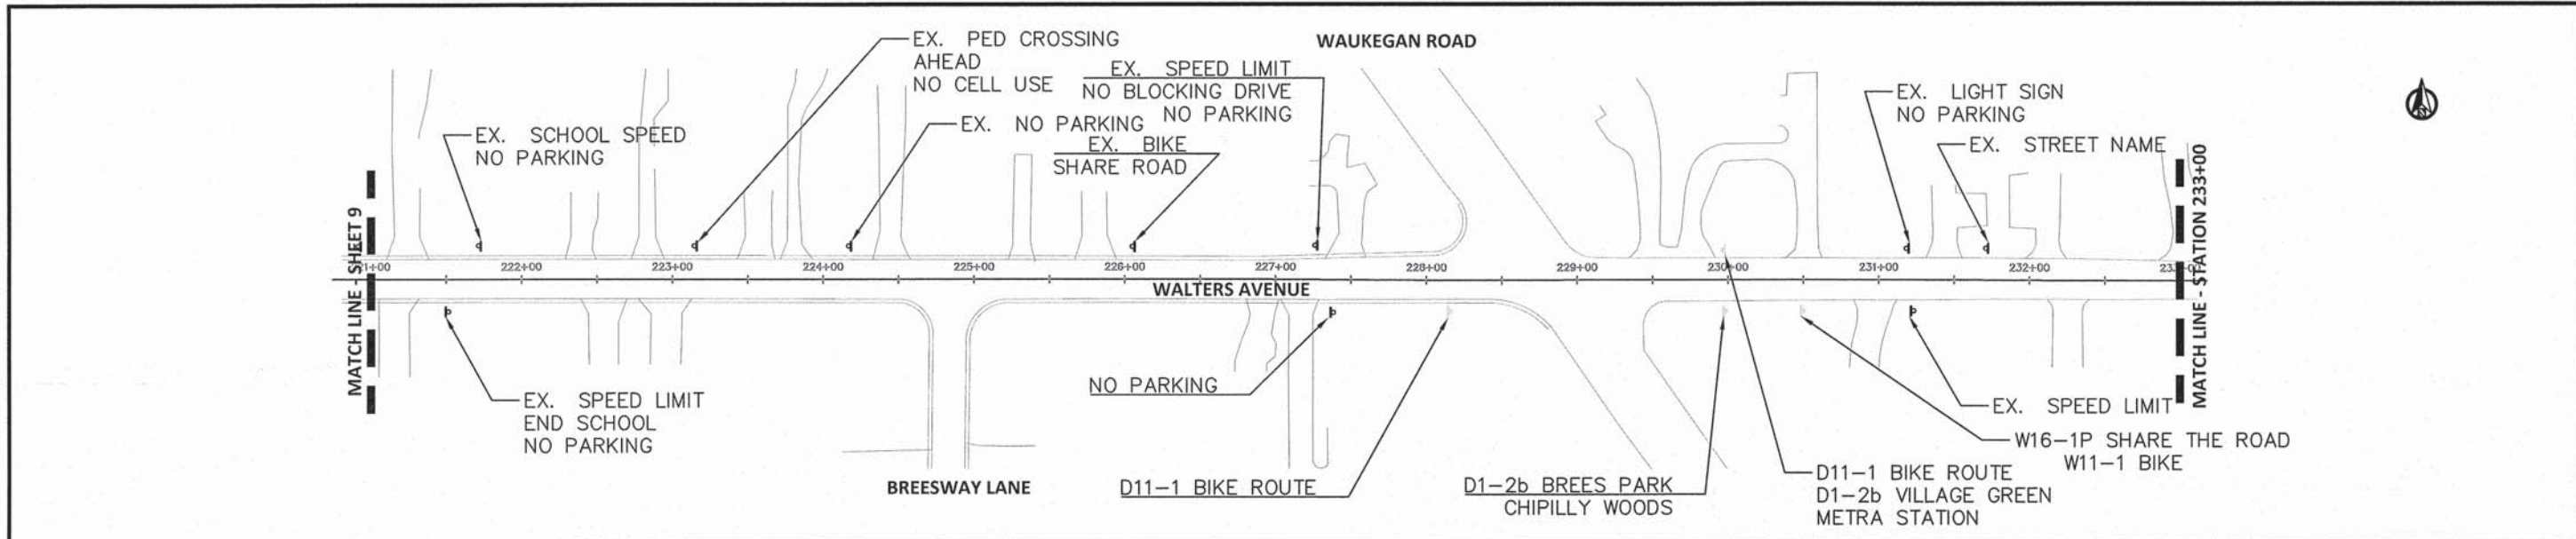 EX. PED CROSSING
AHEAD
NO CELL USE
WAUKEGAN ROAD
EX. SPEED LIMIT
NO BLOCKING DRIVE
NO PARKING
EX. SCHOOL SPEED
NO PARKING
EX. NO PARKING
EX. BIKE
SHARE ROAD
EX. LIGHT SIGN
NO PARKING
EX. STREET NAME
MATCH LINE - SHEET 9
MATCH LINE - STATION 233+00
222+00
223+00
224+00
225+00
226+00
227+00
228+00
229+00
230+00
231+00
232+00
WALTERS AVENUE
EX. SPEED LIMIT
END SCHOOL
NO PARKING
NO PARKING
EX. SPEED LIMIT
W16-1P SHARE THE ROAD
W11-1 BIKE
BREESWAY LANE
D11-1 BIKE ROUTE
D1-2b BREES PARK
CHIPILLY WOODS
D11-1 BIKE ROUTE
D1-2b VILLAGE GREEN
METRA STATION